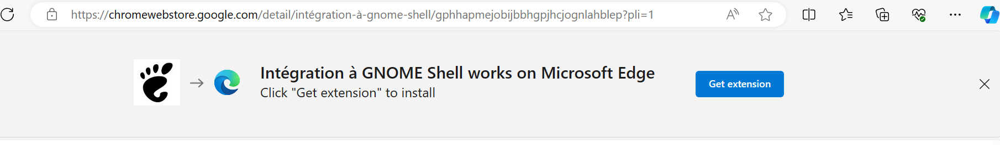 https://chromewebstore.google.com/detail/intégration-à-gnome-shell/gphhapmejobijbbhgpjhcjognlahblep?pli=1
Intégration à GNOME Shell works on Microsoft Edge
Click "Get extension" to install
Get extension